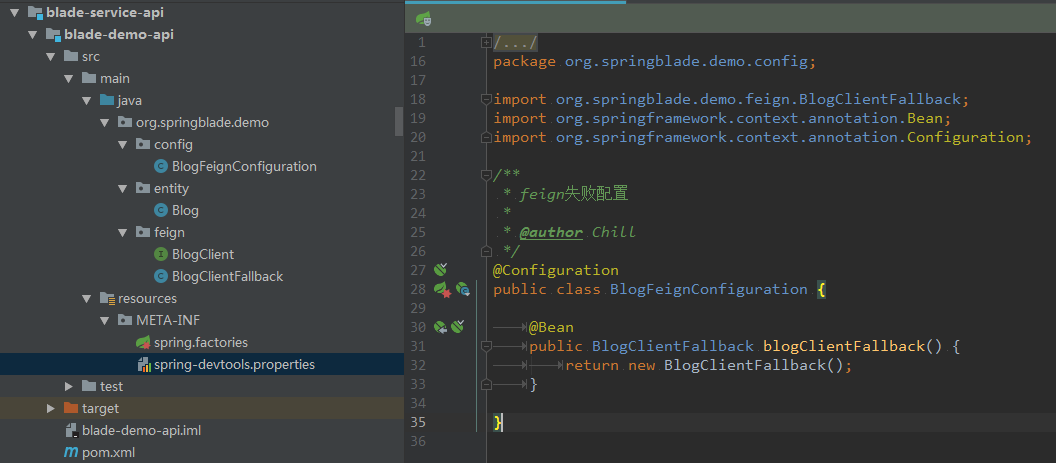 blade-service-api
blade-demo-api
src
main
java
org.springblade.demo
config
BlogFeignConfiguration
entity
Blog
feign
BlogClient
BlogClientFallback
resources
META-INF
spring.factories
spring-devtools.properties
test
target
blade-demo-api.iml
pom.xml
1 /.../
16 package org.springblade.demo.config;
17
18 import org.springblade.demo.feign.BlogClientFallback;
19 import org.springframework.context.annotation.Bean;
20 import org.springframework.context.annotation.Configuration;
21
22 /**
23 * feign失败配置
24 *
25 * @author Chill
26 */
27 @Configuration
28 public class BlogFeignConfiguration {
29
30 @Bean
31 public BlogClientFallback blogClientFallback() {
32 return new BlogClientFallback();
33 }
34
35 }
36